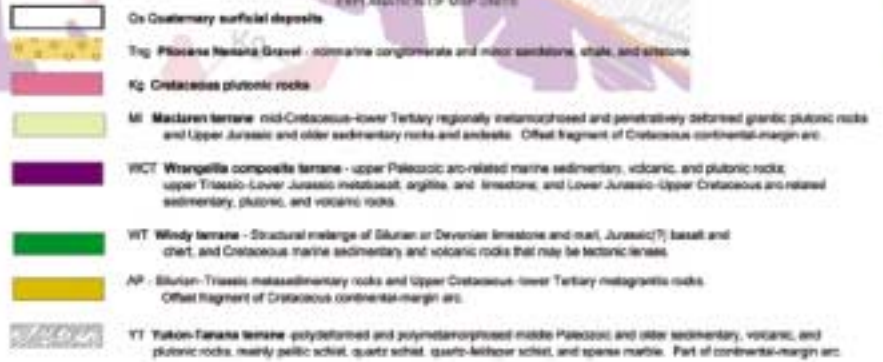 EXPLANATION OF MAP UNITS
Kg
Qs Quaternary surficial deposits
Tng Pliocene Nenana Gravel - nonmarine conglomerate and minor sandstone, shale, and siltstone
Kg Cretaceous plutonic rocks
Ml Maclaren terrane mid-Cretaceous-lower Tertiary regionally metamorphosed and penetratively deformed granitic plutonic rocks
and Upper Jurassic and older sedimentary rocks and andesite. Offset fragment of Cretaceous continental-margin arc.
WCT Wrangellia composite terrane - upper Paleozoic arc-related marine sedimentary, volcanic, and plutonic rocks;
upper Triassic-Lower Jurassic metabasalt, argillite, and limestone; and Lower Jurassic-Upper Cretaceous arc-related
sedimentary, plutonic, and volcanic rocks.
WT Windy terrane - Structural melange of Silurian or Devonian limestone and marl, Jurassic(?) basalt and
chert, and Cretaceous marine sedimentary and volcanic rocks that may be tectonic lenses
AP - Silurian-Triassic metasedimentary rocks and Upper Cretaceous-lower Tertiary metagranitic rocks.
Offset fragment of Cretaceous continental-margin arc.
YT Yukon-Tanana terrane -polydeformed and polymetamorphosed middle Paleozoic and older sedimentary, volcanic, and
plutonic rocks, mainly pelitic schist, quartz schist, quartz-feldspar schist, and sparse marble. Part of continental-margin arc.